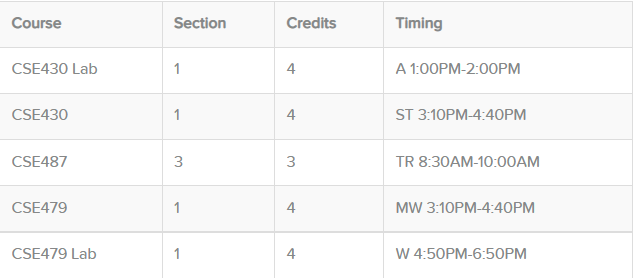 Course Section Credits Timing
CSE430 Lab 1 4 A 1:00PM-2:00PM
CSE430 1 4 ST 3:10PM-4:40PM
CSE487 3 3 TR 8:30AM-10:00AM
CSE479 1 4 MW 3:10PM-4:40PM
CSE479 Lab 1 4 W 4:50PM-6:50PM